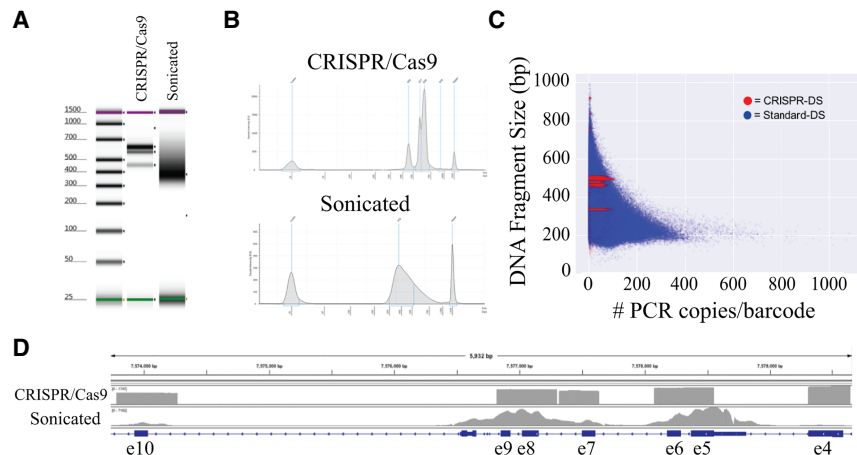 A
B
C
CRISPR/Cas9
Sonicated
1500
1000
700
500
400
300
200
100
50
25
CRISPR/Cas9
Sonicated
DNA Fragment Size (bp)
1000
800
600
400
200
0
= CRISPR-DS
= Standard-DS
0 200 400 600 800 1000
# PCR copies/barcode
D
5,932 bp
7,574,000 bp 7,575,000 bp 7,576,000 bp 7,577,000 bp 7,578,000 bp 7,579,000 bp
CRISPR/Cas9
Sonicated
e10 e9 e8 e7 e6 e5 e4